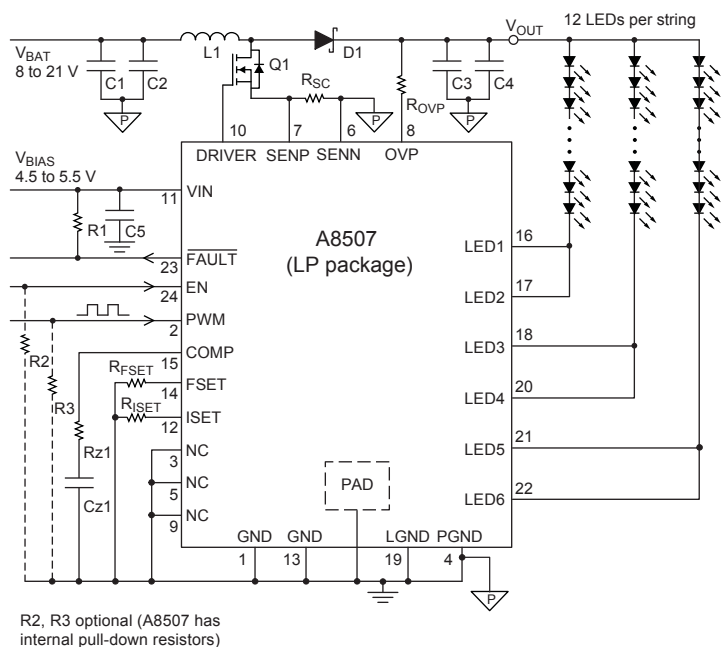 12 LEDs per string
VOUT
L1
D1
VBAT
8 to 21 V
C1
C2
Q1
RSC
ROVP
C3
C4
P
P
P
10
7
6
8
DRIVER
SENP
SENN
OVP
VBIAS
4.5 to 5.5 V
11
VIN
R1
C5
A8507
(LP package)
FAULT
23
EN
24
PWM
2
COMP
15
RFSET
FSET
14
RISET
ISET
12
R2
R3
Rz1
Cz1
NC
3
NC
5
NC
9
LED1
16
LED2
17
LED3
18
LED4
20
LED5
21
LED6
22
PAD
GND
GND
LGND
PGND
1
13
19
4
P
R2, R3 optional (A8507 has
internal pull-down resistors)